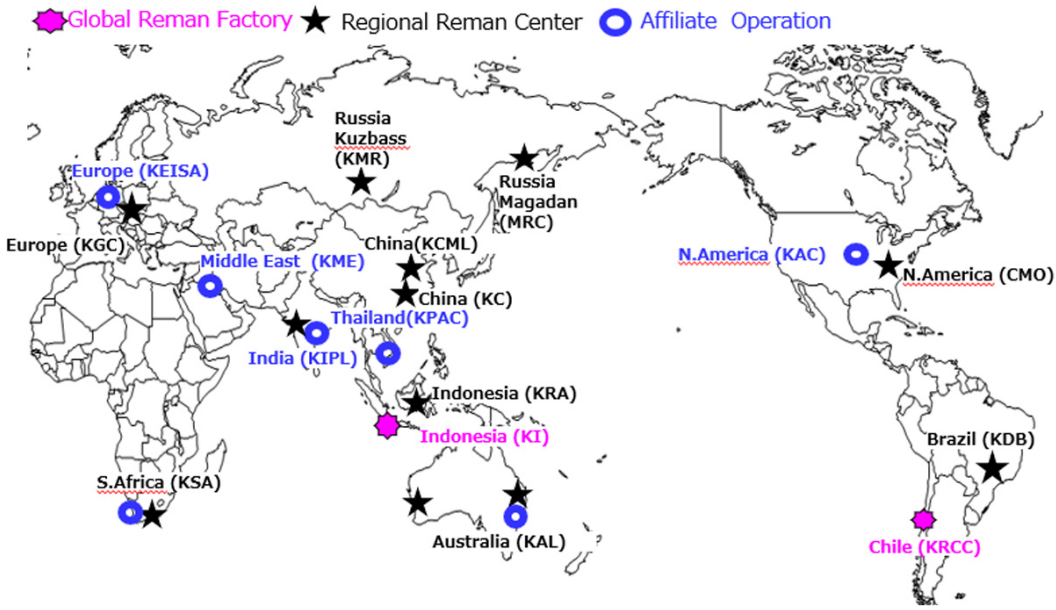 Global Reman Factory
Regional Reman Center
Affiliate Operation
Russia
Kuzbass
(KMR)
Europe (KEISA)
Russia
Magadan
(MRC)
Europe (KGC)
China(KCML)
Middle East (KME)
N.America (KAC)
N.America (CMO)
China (KC)
Thailand(KPAC)
India (KIPL)
Indonesia (KRA)
Indonesia (KI)
Brazil (KDB)
S.Africa (KSA)
Australia (KAL)
Chile (KRCC)